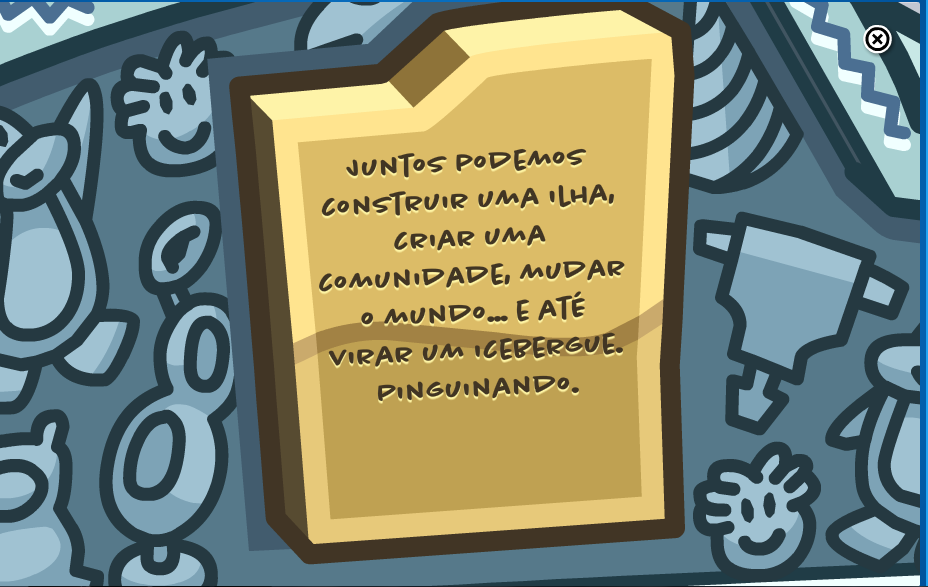 JUNTOS PODEMOS
CONSTRUIR UMA ILHA,
CRIAR UMA
COMUNIDADE, MUDAR
O MUNDO... E ATÉ
VIRAR UM ICEBERGUE.
PINGUINANDO.